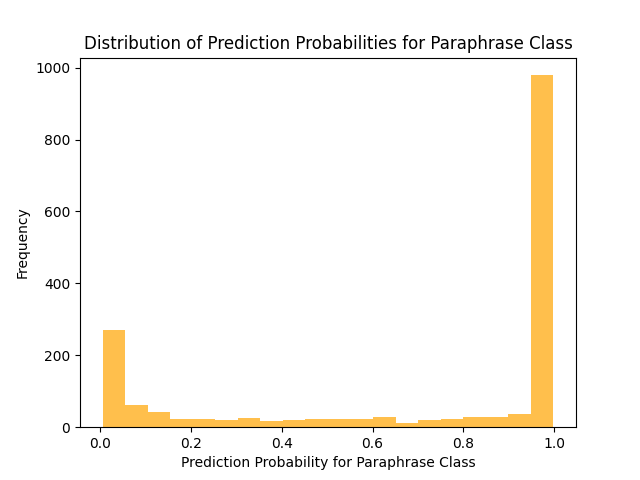 Distribution of Prediction Probabilities for Paraphrase Class
1000
800
600
400
200
0
Frequency
0.0 0.2 0.4 0.6 0.8 1.0
Prediction Probability for Paraphrase Class